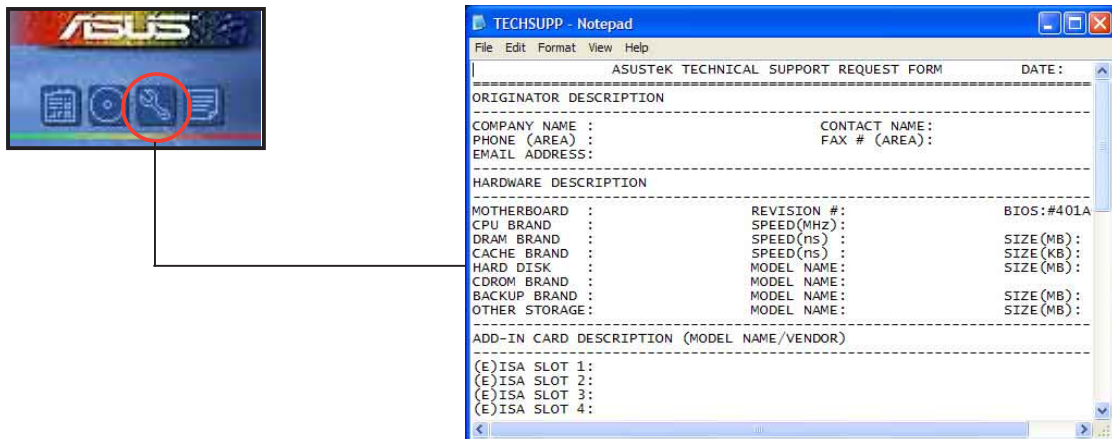 ASUS
TECHSUPP - Notepad
File Edit Format View Help
ASUSTeK TECHNICAL SUPPORT REQUEST FORM DATE:
==========================================================================
ORIGINATOR DESCRIPTION
--------------------------------------------------------------------------
COMPANY NAME : CONTACT NAME:
PHONE (AREA) : FAX # (AREA):
EMAIL ADDRESS:
--------------------------------------------------------------------------
HARDWARE DESCRIPTION
--------------------------------------------------------------------------
MOTHERBOARD : REVISION #: BIOS:#401A
CPU BRAND : SPEED(MHz):
DRAM BRAND : SPEED(ns) : SIZE(MB):
CACHE BRAND : SPEED(ns) : SIZE(KB):
HARD DISK : MODEL NAME: SIZE(MB):
CDROM BRAND : MODEL NAME:
BACKUP BRAND : MODEL NAME: SIZE(MB):
OTHER STORAGE: MODEL NAME: SIZE(MB):
--------------------------------------------------------------------------
ADD-IN CARD DESCRIPTION (MODEL NAME/VENDOR)
--------------------------------------------------------------------------
(E)ISA SLOT 1:
(E)ISA SLOT 2:
(E)ISA SLOT 3:
(E)ISA SLOT 4: